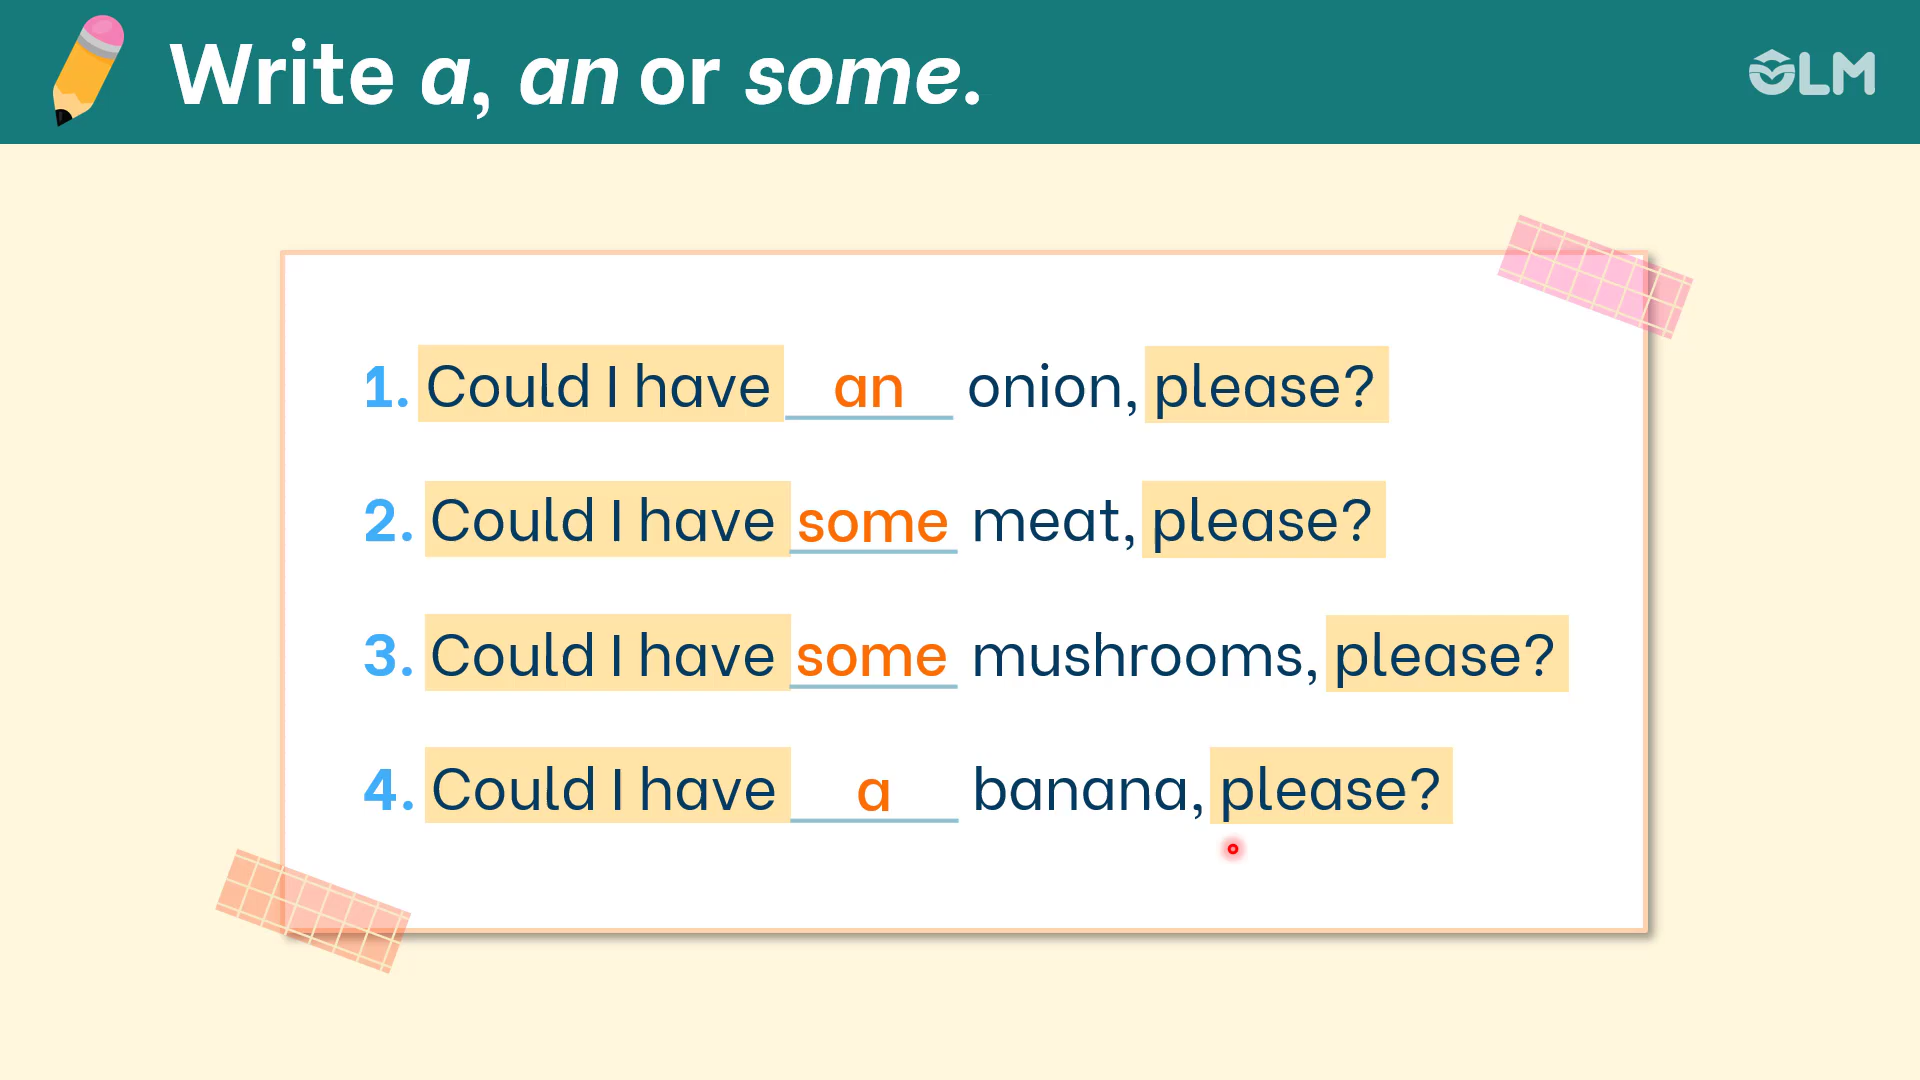 Write a, an or some.
OLM
1. Could I have an onion, please?
2. Could I have some meat, please?
3. Could I have some mushrooms, please?
4. Could I have a banana, please?